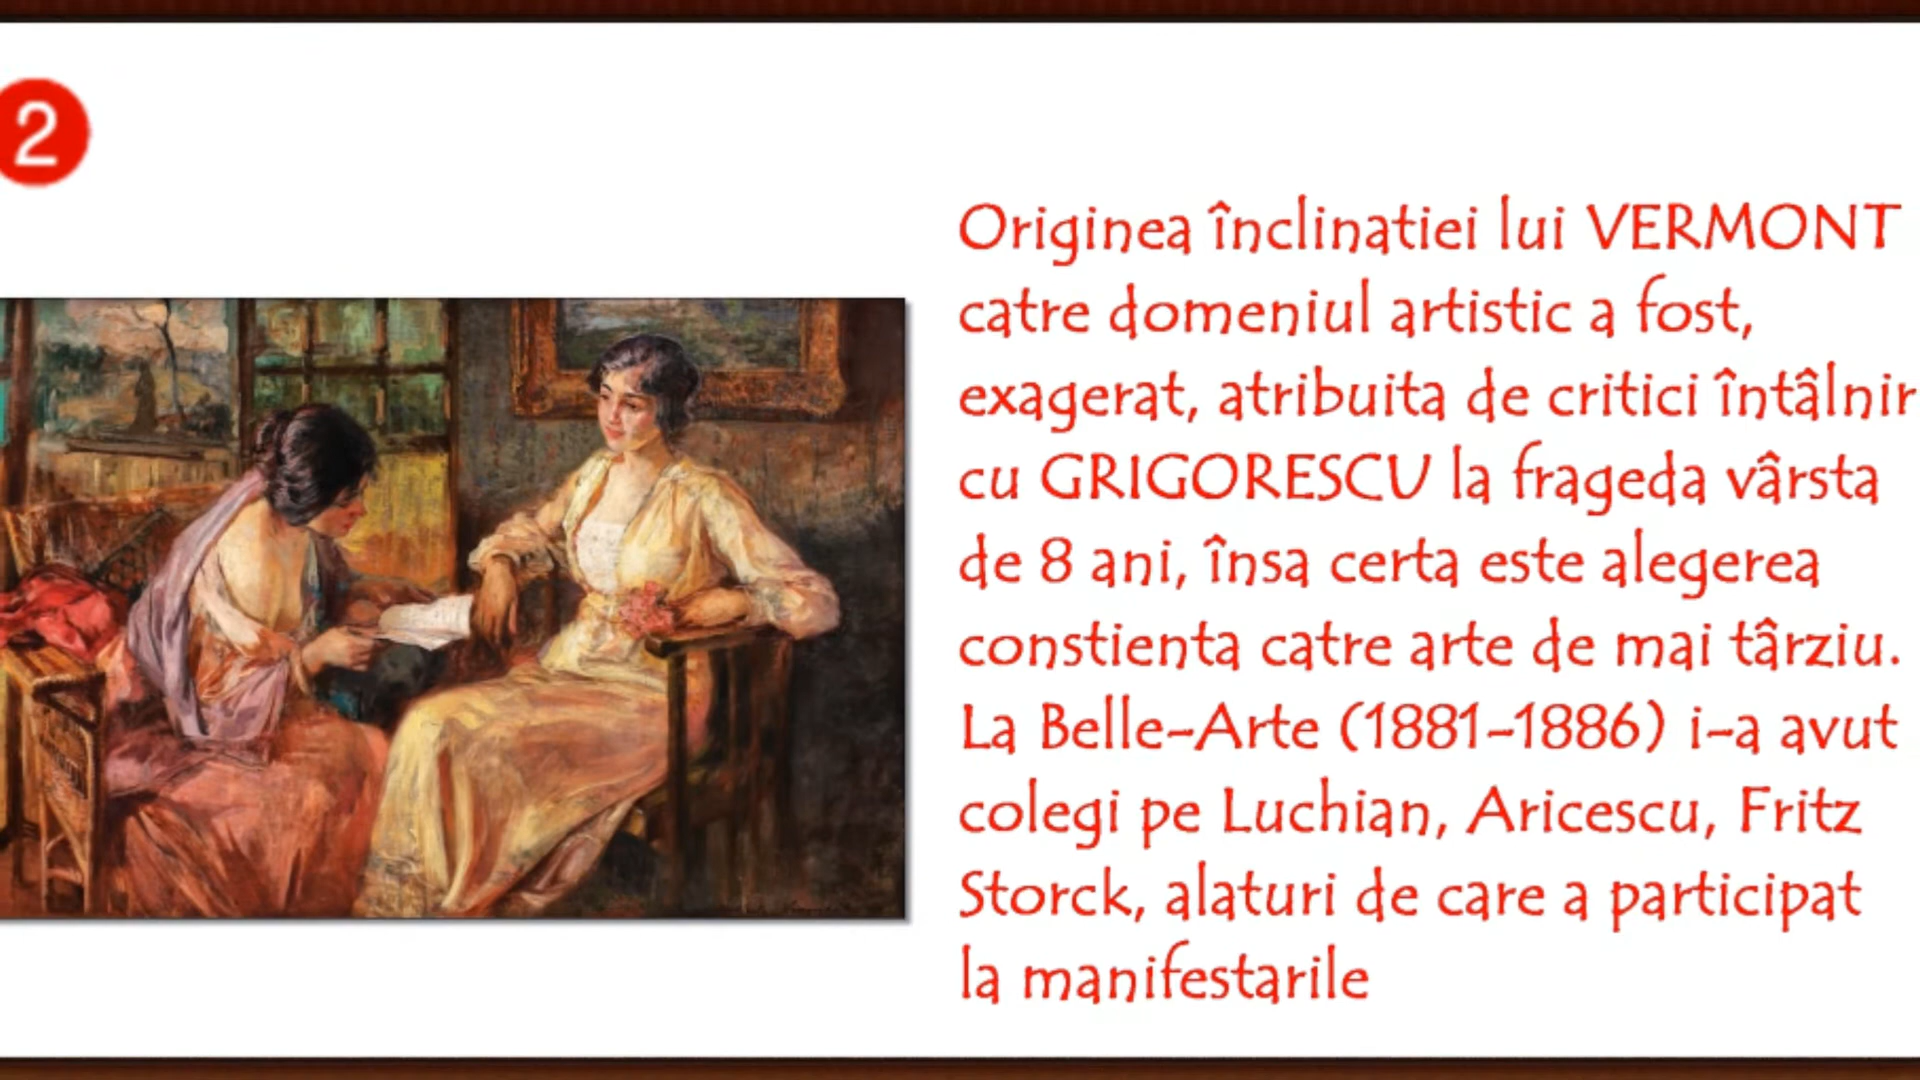 2
Originea înclinatiei lui VERMONT
catre domeniul artistic a fost,
exagerat, atribuita de critici întâlnir
cu GRIGORESCU la frageda vârsta
de 8 ani, însa certa este alegerea
constienta catre arte de mai târziu.
La Belle-Arte (1881-1886) i-a avut
colegi pe Luchian, Aricescu, Fritz
Storck, alaturi de care a participat
la manifestarile